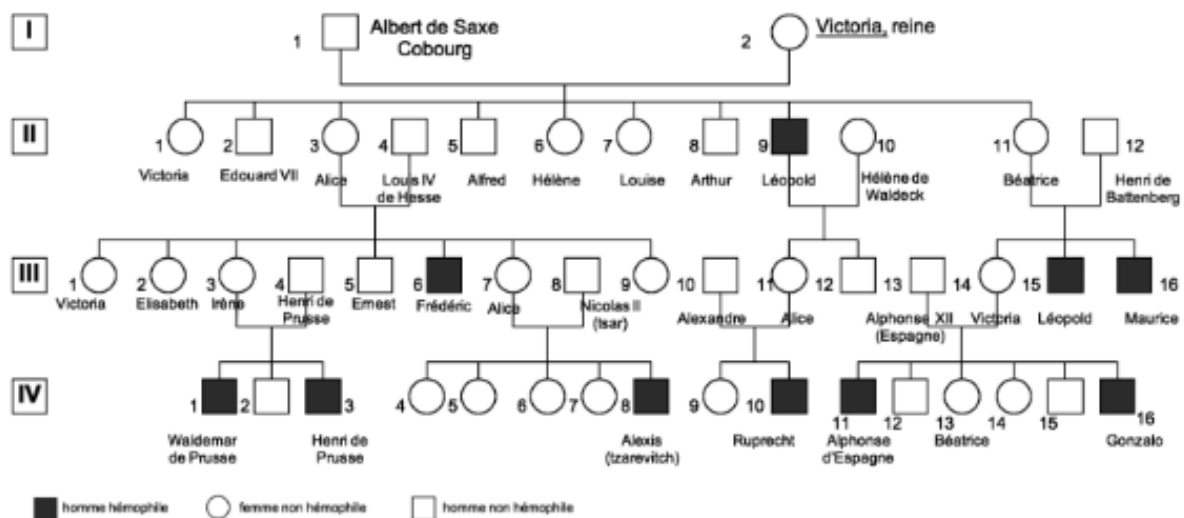 I
1
Albert de Saxe
Cobourg
2
Victoria, reine
II
1
2
3
4
5
6
7
8
9
10
11
12
Victoria
Edouard VII
Alice
Louis IV
de Hesse
Alfred
Hélène
Louise
Arthur
Léopold
Hélène de
Waldeck
Béatrice
Henri de
Battenberg
III
1
2
3
4
5
6
7
8
9
10
11
12
13
14
15
16
Victoria
Elisabeth
Irène
Henri de
Prusse
Ernest
Frédéric
Alice
Nicolas II
(tsar)
Alexandre
Alice
Alphonse XII
(Espagne)
Victoria
Léopold
Maurice
IV
1
2
3
4
5
6
7
8
9
10
11
12
13
14
15
16
Waldemar
de Prusse
Henri de
Prusse
Alexis
(tzarevitch)
Ruprecht
Alphonse
d'Espagne
Béatrice
Gonzalo
homme hémophile
femme non hémophile
homme non hémophile